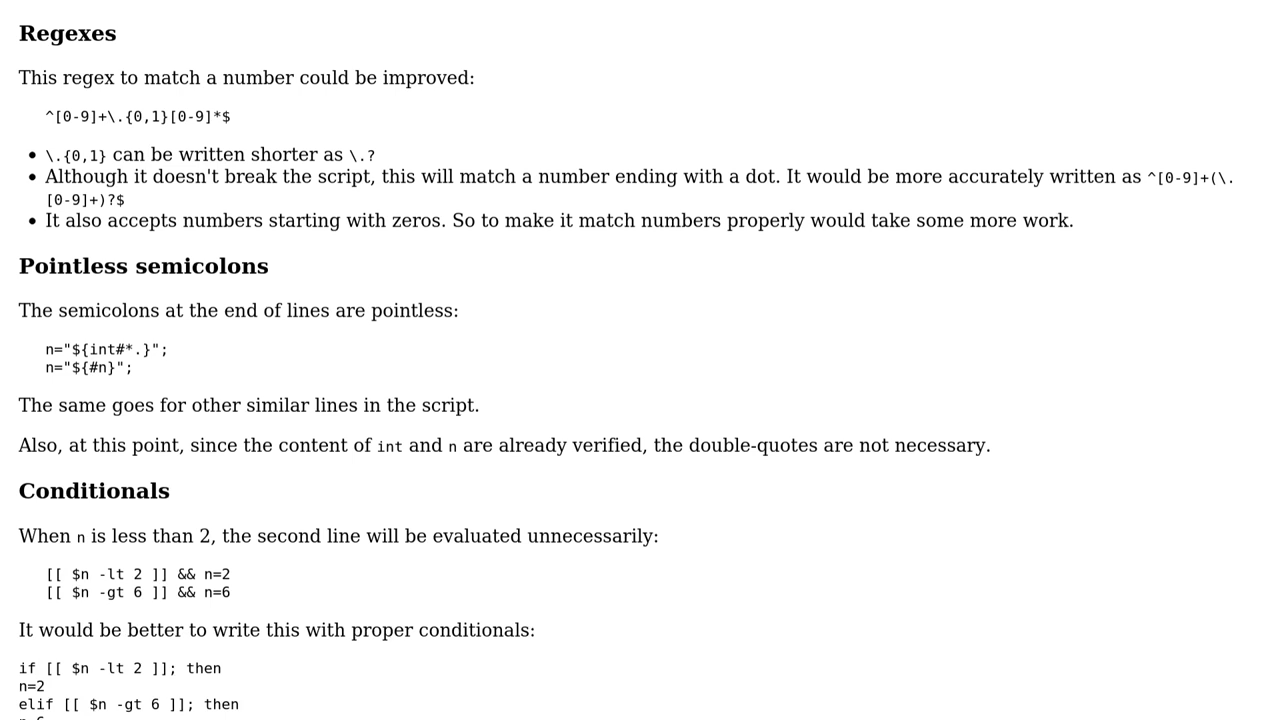 Regexes
This regex to match a number could be improved:
^[0-9]+\.{0,1}[0-9]*$
• \.{0,1} can be written shorter as \.?
• Although it doesn't break the script, this will match a number ending with a dot. It would be more accurately written as ^[0-9]+(\.
[0-9]+)?$
• It also accepts numbers starting with zeros. So to make it match numbers properly would take some more work.
Pointless semicolons
The semicolons at the end of lines are pointless:
n="${int#*.}";
n="${#n}";
The same goes for other similar lines in the script.
Also, at this point, since the content of int and n are already verified, the double-quotes are not necessary.
Conditionals
When n is less than 2, the second line will be evaluated unnecessarily:
[[ $n -lt 2 ]] && n=2
[[ $n -gt 6 ]] && n=6
It would be better to write this with proper conditionals:
if [[ $n -lt 2 ]]; then
n=2
elif [[ $n -gt 6 ]]; then